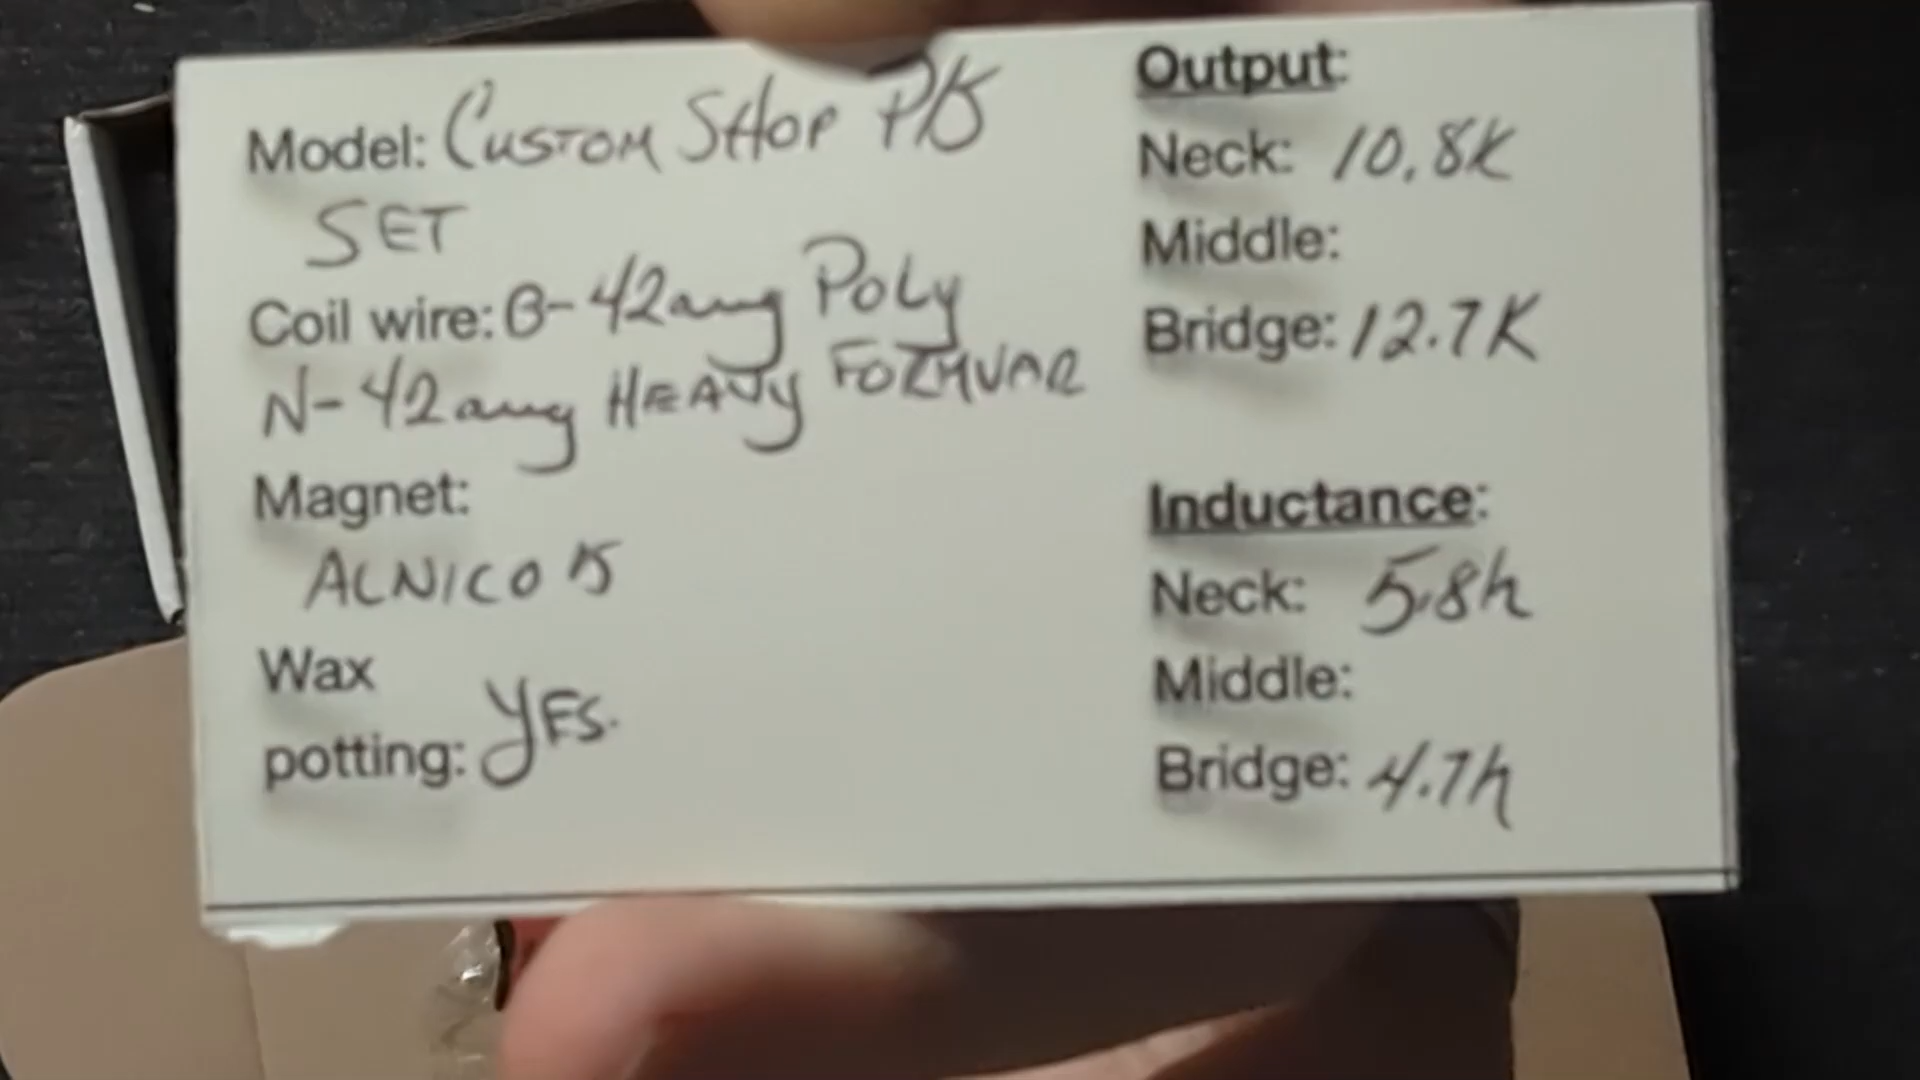 Model: Custom Shop PB
SET
Coil wire: B-42awg Poly
N-42awg HEAVY FORMVAR
Magnet:
ALNICO 5
Wax
potting: YES.
Output:
Neck: 10.8K
Middle:
Bridge: 12.7K
Inductance:
Neck: 5.8h
Middle:
Bridge: 4.7h